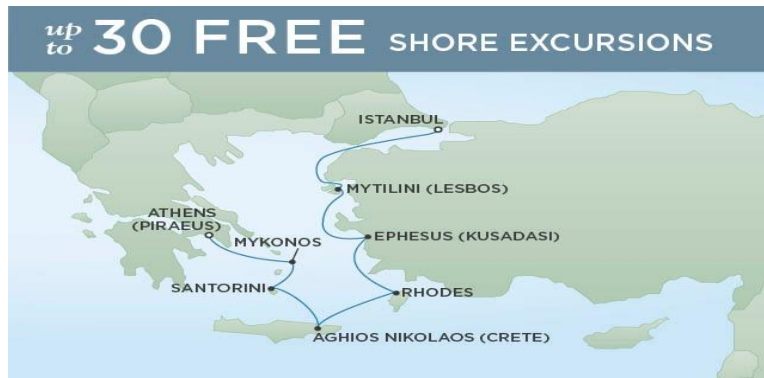 up to 30 FREE SHORE EXCURSIONS
ISTANBUL
MYTILINI (LESBOS)
ATHENS
(PIRAEUS)
EPHESUS (KUSADASI)
MYKONOS
SANTORINI
RHODES
AGHIOS NIKOLAOS (CRETE)